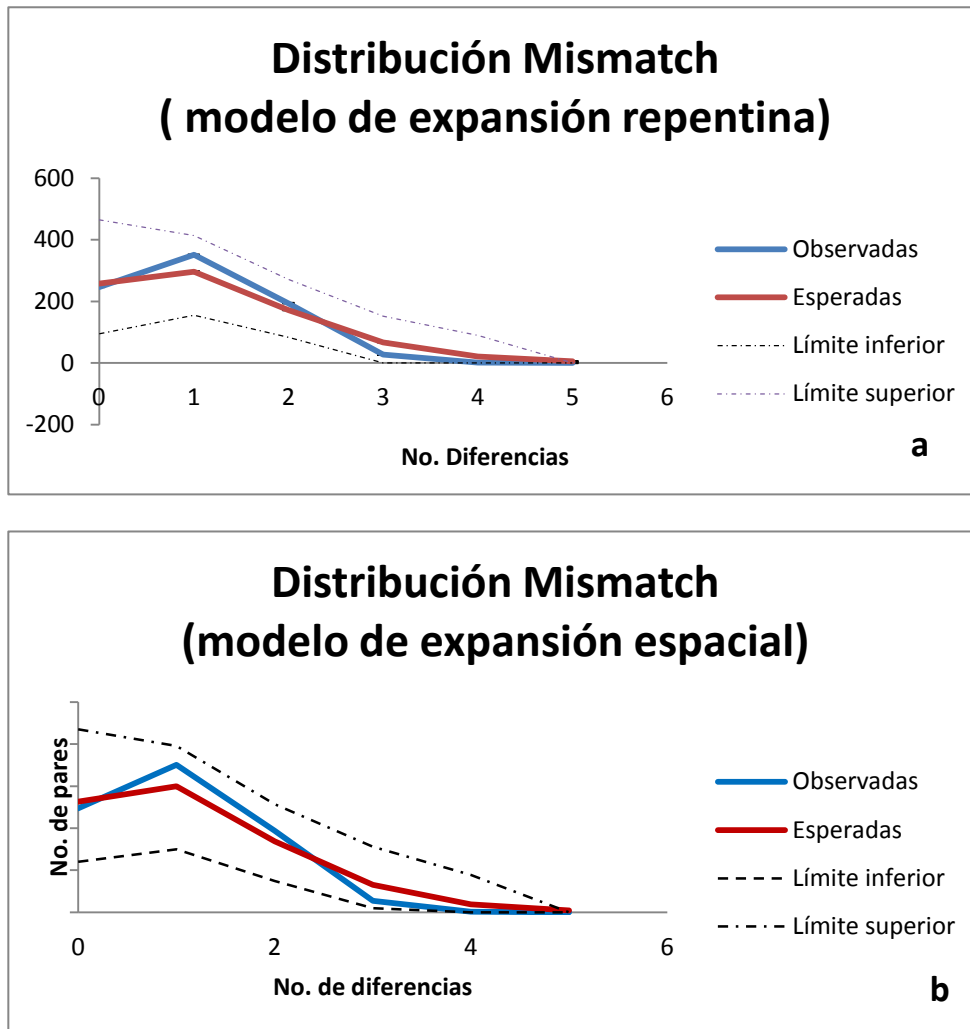 Distribución Mismatch
( modelo de expansión repentina)
600
400
200
0
-200
0 1 2 3 4 5 6
No. Diferencias
Observadas
Esperadas
Límite inferior
Límite superior
a
Distribución Mismatch
(modelo de expansión espacial)
No. de pares
0 2 4 6
No. de diferencias
Observadas
Esperadas
Límite inferior
Límite superior
b